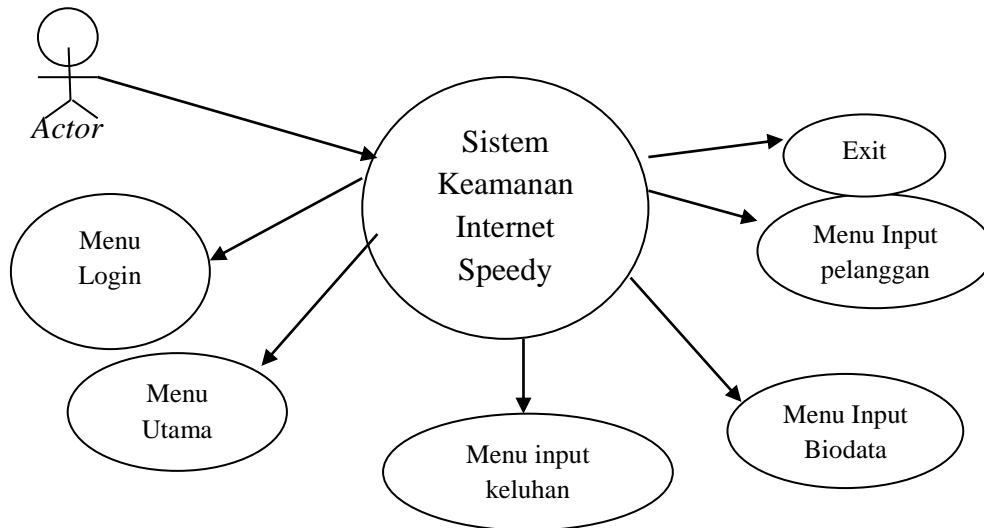 Actor
Sistem
Keamanan
Internet
Speedy
Exit
Menu Input
pelanggan
Menu
Login
Menu
Utama
Menu input
keluhan
Menu Input
Biodata